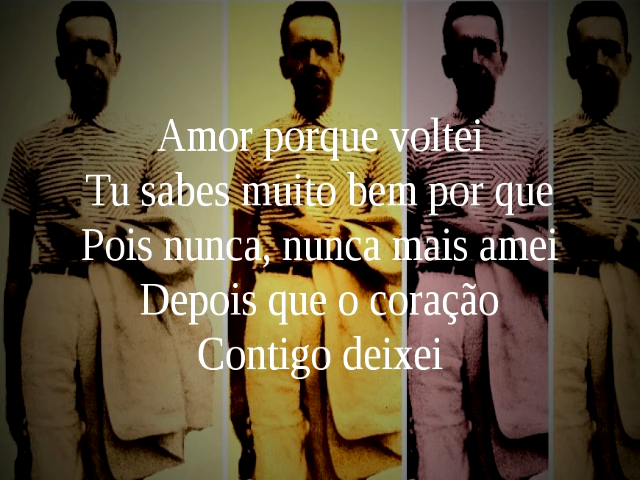 Amor porque voltei
Tu sabes muito bem por que
Pois nunca, nunca mais amei
Depois que o coração
Contigo deixei